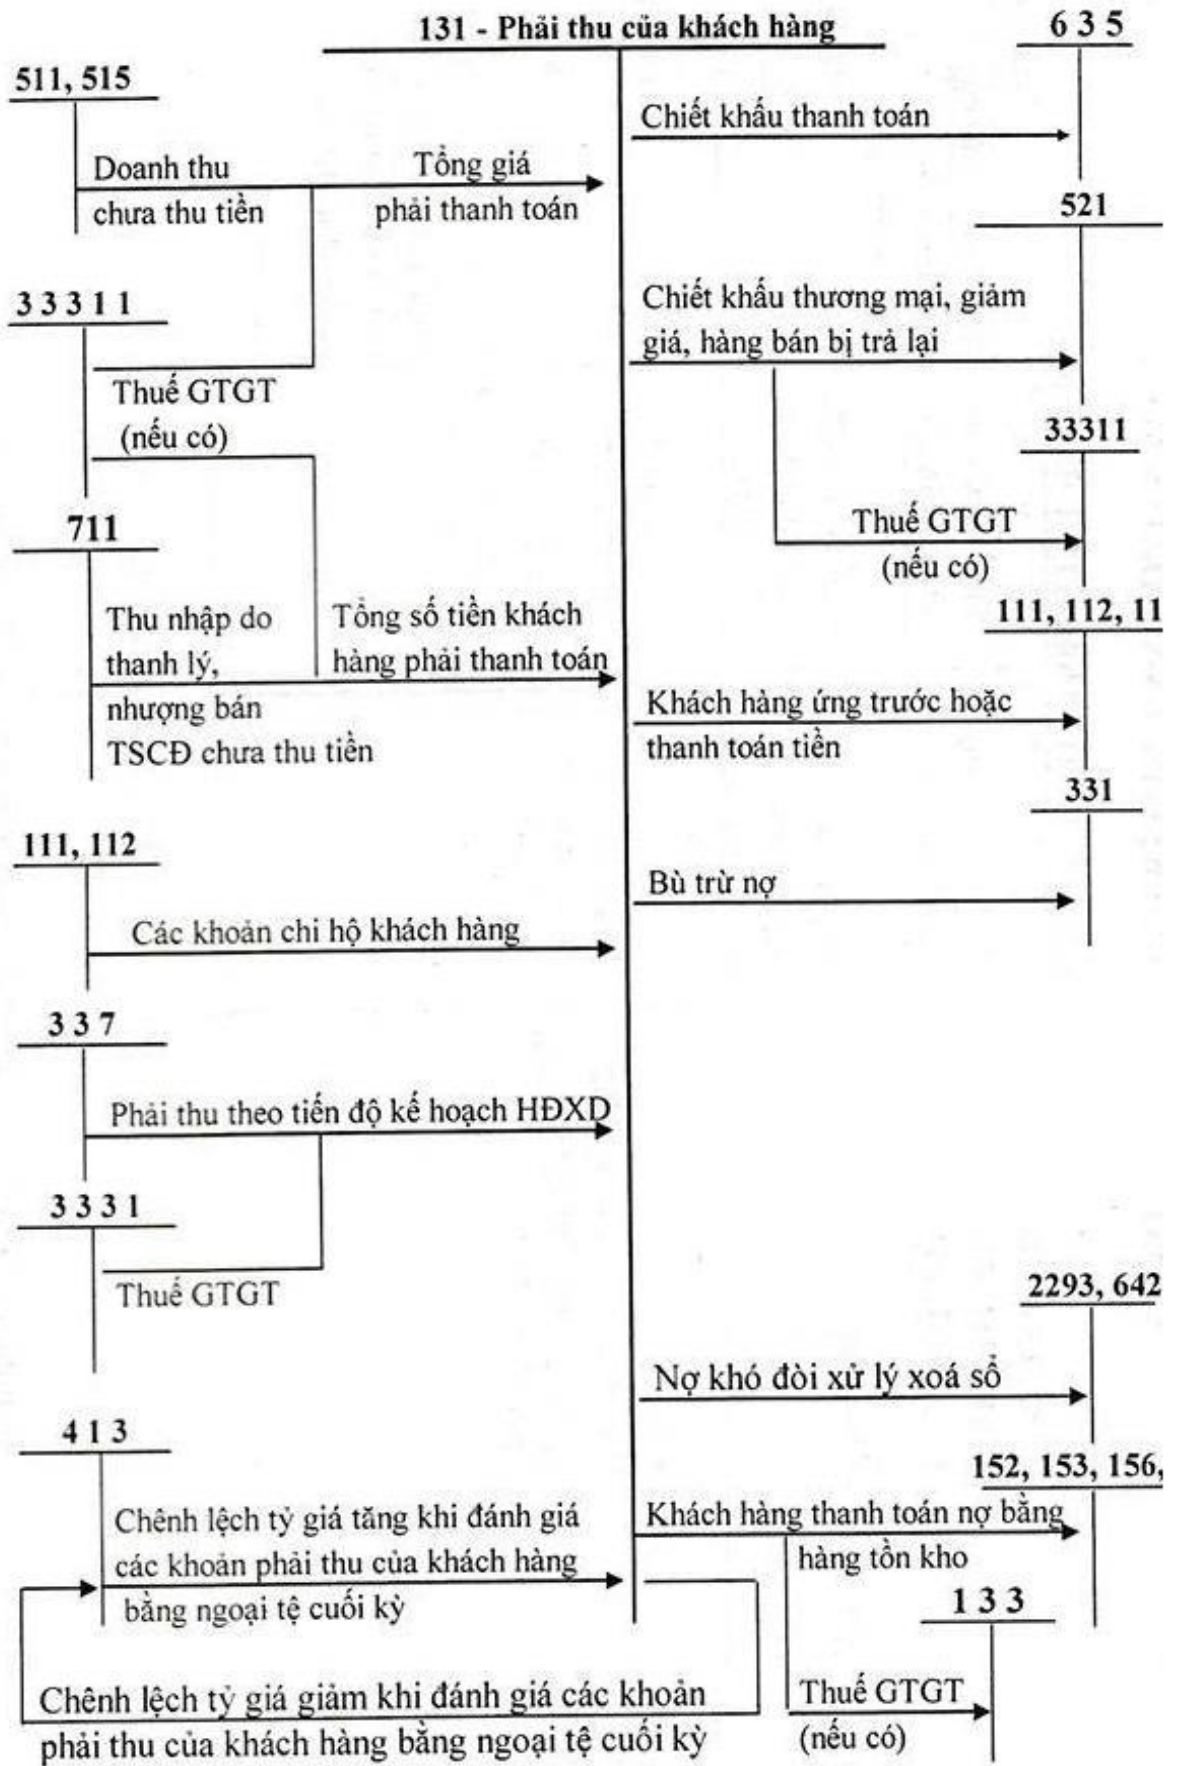 131 - Phải thu của khách hàng
6 3 5
511, 515
Chiết khấu thanh toán
Doanh thu
chưa thu tiền
Tổng giá
phải thanh toán
521
3 3 3 1 1
Chiết khấu thương mại, giảm
giá, hàng bán bị trả lại
Thuế GTGT
(nếu có)
33311
Thuế GTGT
(nếu có)
711
111, 112, 11
Thu nhập do
thanh lý,
nhượng bán
TSCĐ chưa thu tiền
Tổng số tiền khách
hàng phải thanh toán
Khách hàng ứng trước hoặc
thanh toán tiền
331
111, 112
Bù trừ nợ
Các khoản chi hộ khách hàng
3 3 7
Phải thu theo tiến độ kế hoạch HĐXD
3 3 3 1
Thuế GTGT
2293, 642
Nợ khó đòi xử lý xoá sổ
4 1 3
152, 153, 156,
Chênh lệch tỷ giá tăng khi đánh giá
các khoản phải thu của khách hàng
bằng ngoại tệ cuối kỳ
Khách hàng thanh toán nợ bằng
hàng tồn kho
1 3 3
Chênh lệch tỷ giá giảm khi đánh giá các khoản
phải thu của khách hàng bằng ngoại tệ cuối kỳ
Thuế GTGT
(nếu có)